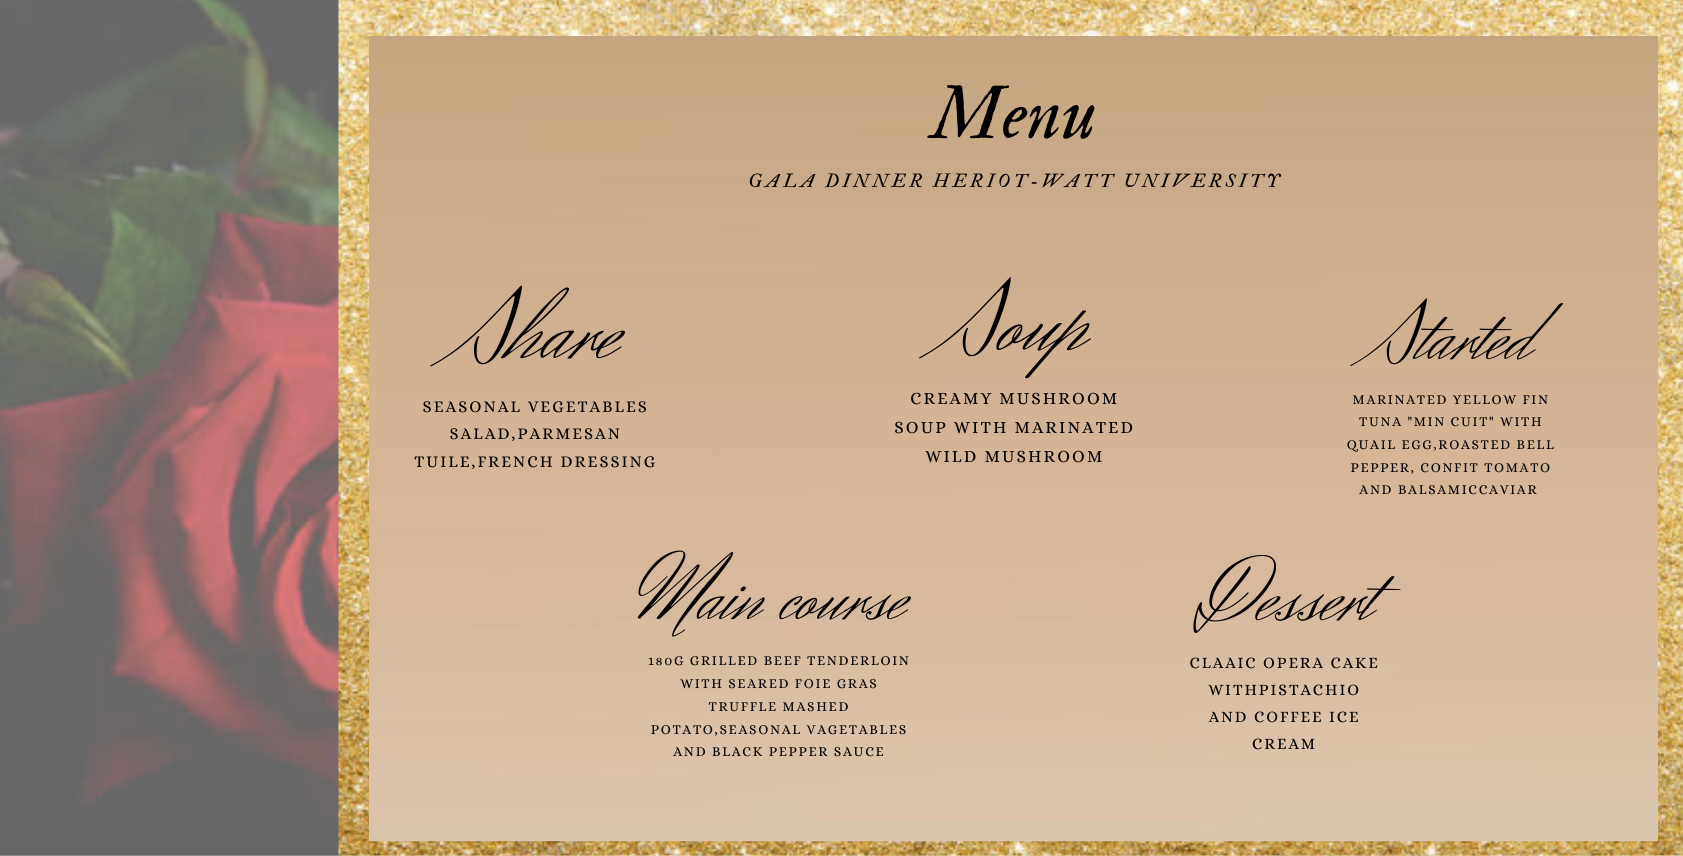 Menu
GALA DINNER HERIOT-WATT UNIVERSITY
Share
SEASONAL VEGETABLES
SALAD,PARMESAN
TUILE,FRENCH DRESSING
Soup
CREAMY MUSHROOM
SOUP WITH MARINATED
WILD MUSHROOM
Started
MARINATED YELLOW FIN
TUNA "MIN CUIT" WITH
QUAIL EGG,ROASTED BELL
PEPPER, CONFIT TOMATO
AND BALSAMICCAVIAR
Main course
180G GRILLED BEEF TENDERLOIN
WITH SEARED FOIE GRAS
TRUFFLE MASHED
POTATO,SEASONAL VAGETABLES
AND BLACK PEPPER SAUCE
Dessert
CLAAIC OPERA CAKE
WITHPISTACHIO
AND COFFEE ICE
CREAM